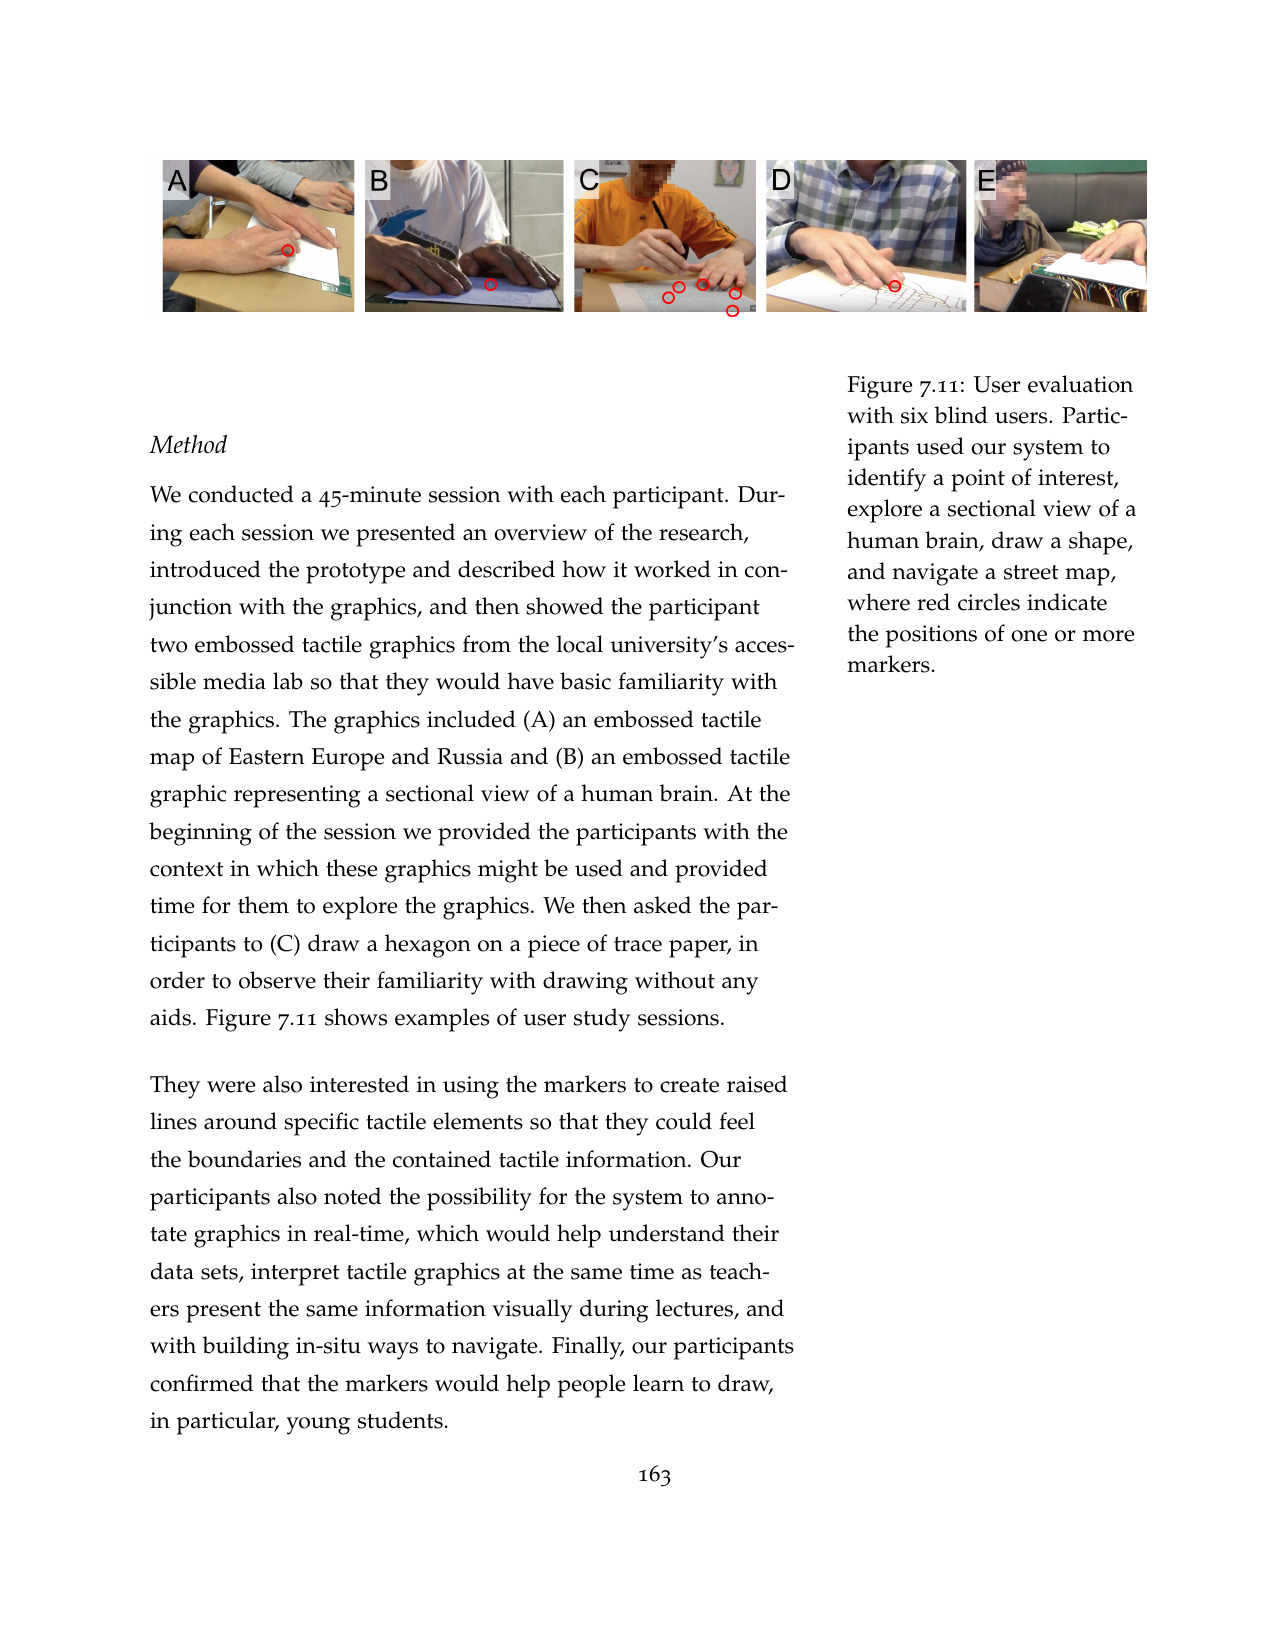 A B C D E
Figure 7.11: User evaluation
with six blind users. Partic-
ipants used our system to
identify a point of interest,
explore a sectional view of a
human brain, draw a shape,
and navigate a street map,
where red circles indicate
the positions of one or more
markers.
Method
We conducted a 45-minute session with each participant. Dur-
ing each session we presented an overview of the research,
introduced the prototype and described how it worked in con-
junction with the graphics, and then showed the participant
two embossed tactile graphics from the local university's acces-
sible media lab so that they would have basic familiarity with
the graphics. The graphics included (A) an embossed tactile
map of Eastern Europe and Russia and (B) an embossed tactile
graphic representing a sectional view of a human brain. At the
beginning of the session we provided the participants with the
context in which these graphics might be used and provided
time for them to explore the graphics. We then asked the par-
ticipants to (C) draw a hexagon on a piece of trace paper, in
order to observe their familiarity with drawing without any
aids. Figure 7.11 shows examples of user study sessions.
They were also interested in using the markers to create raised
lines around specific tactile elements so that they could feel
the boundaries and the contained tactile information. Our
participants also noted the possibility for the system to anno-
tate graphics in real-time, which would help understand their
data sets, interpret tactile graphics at the same time as teach-
ers present the same information visually during lectures, and
with building in-situ ways to navigate. Finally, our participants
confirmed that the markers would help people learn to draw,
in particular, young students.
163